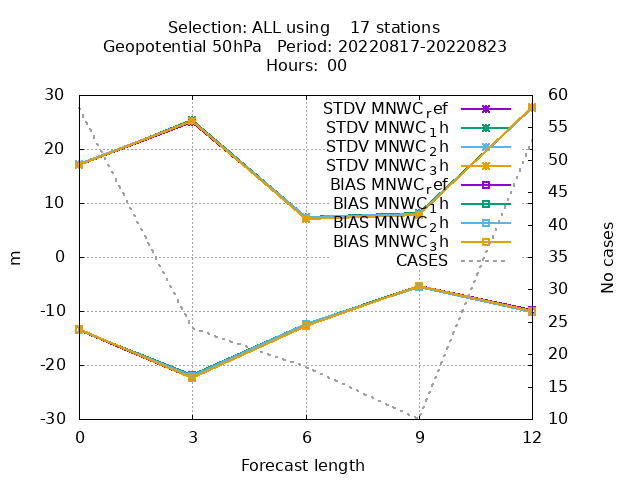 Selection: ALL using    17 stations
Geopotential 50hPa   Period: 20220817-20220823
Hours: 00
30
20
10
0
-10
-20
-30
m
60
55
50
45
40
35
30
25
20
15
10
No cases
STDV MNWC_ref
STDV MNWC_1h
STDV MNWC_2h
STDV MNWC_3h
BIAS MNWC_ref
BIAS MNWC_1h
BIAS MNWC_2h
BIAS MNWC_3h
CASES
0 3 6 9 12
Forecast length